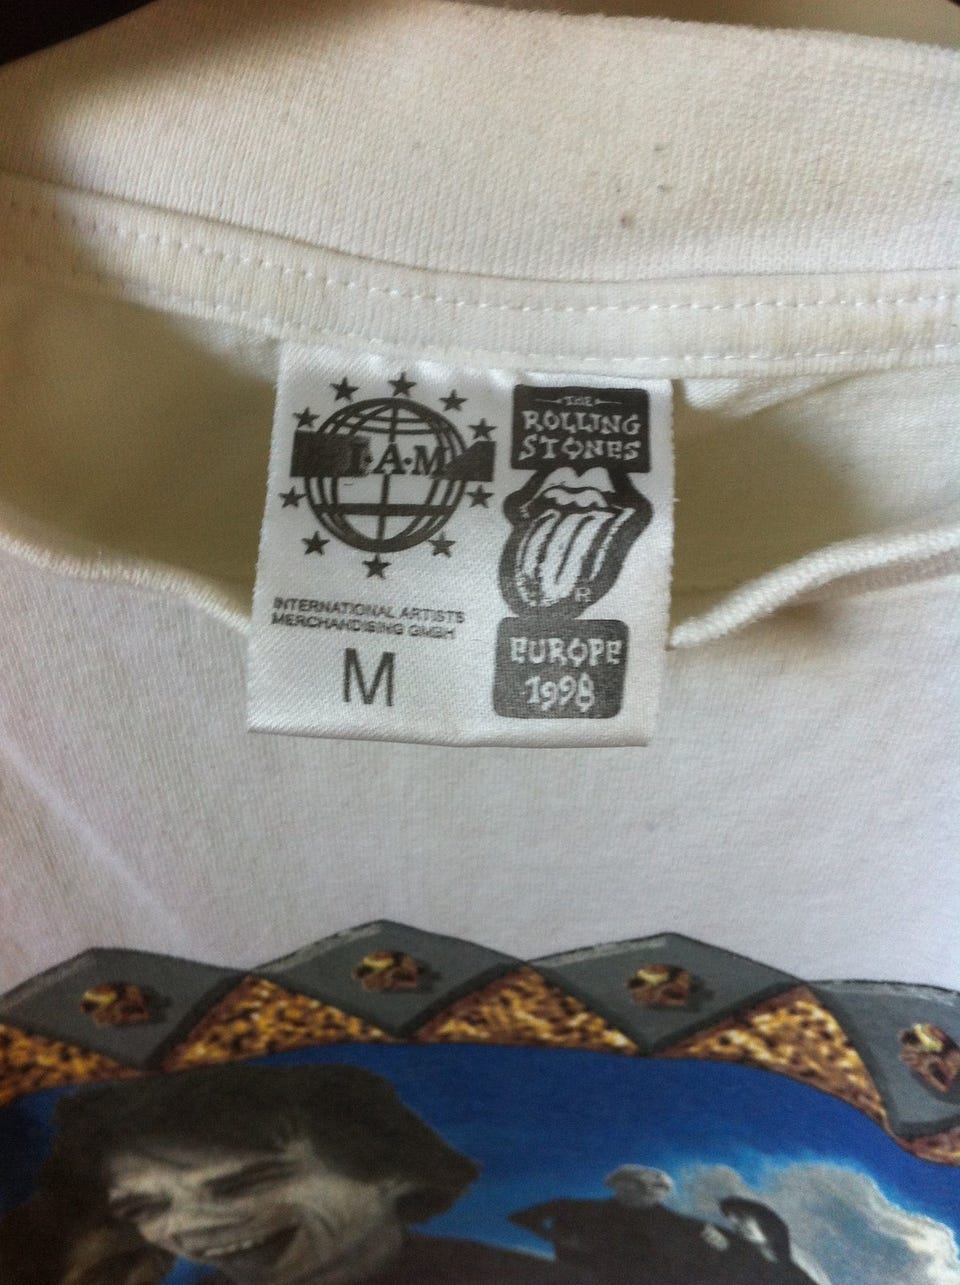 I·A·M
INTERNATIONAL ARTISTS
MERCHANDISING GMBH
M
THE
ROLLING
STONES
R
EUROPE
1998